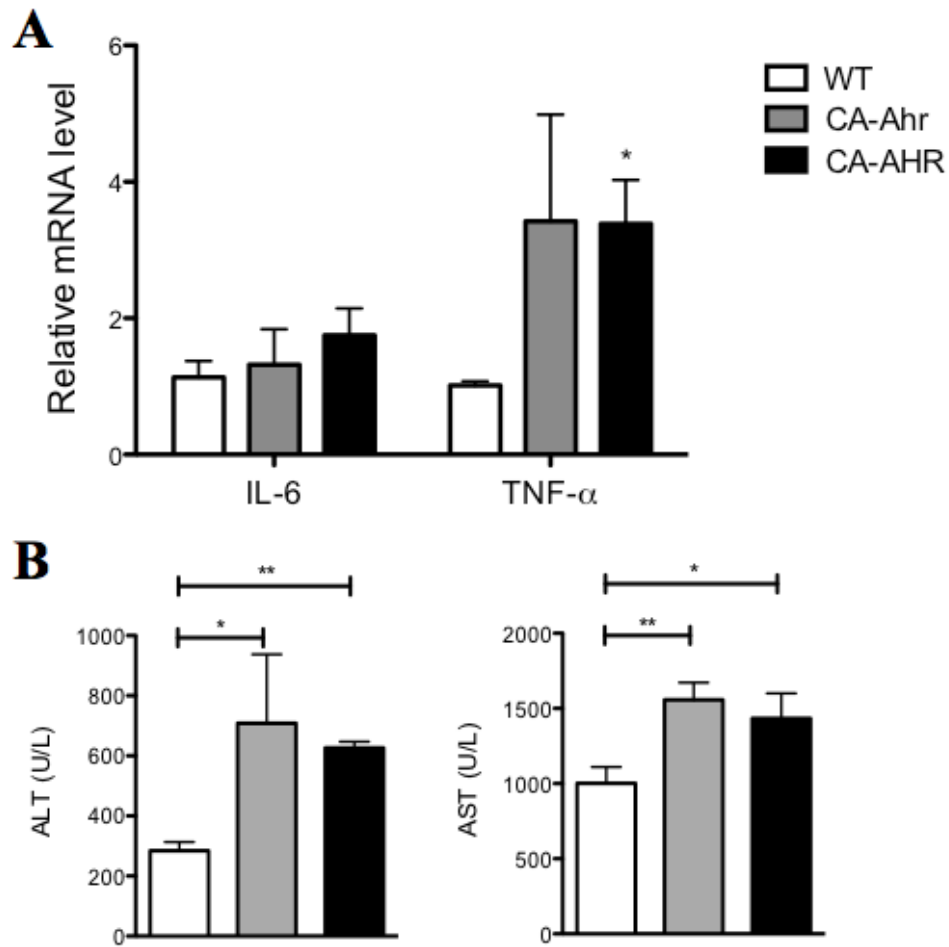 A
Relative mRNA level
6
4
2
0
*
IL-6
TNF-α
WT
CA-Ahr
CA-AHR
B
ALT (U/L)
1000
800
600
400
200
0
**
*
AST (U/L)
2000
1500
1000
500
0
*
**